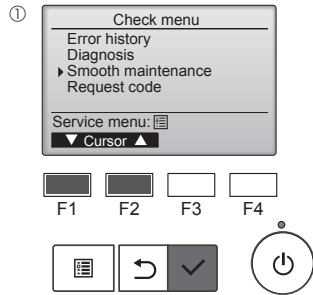 ①
Check menu
Error history
Diagnosis
Smooth maintenance
Request code
Service menu:
▼ Cursor ▲
F1 F2 F3 F4